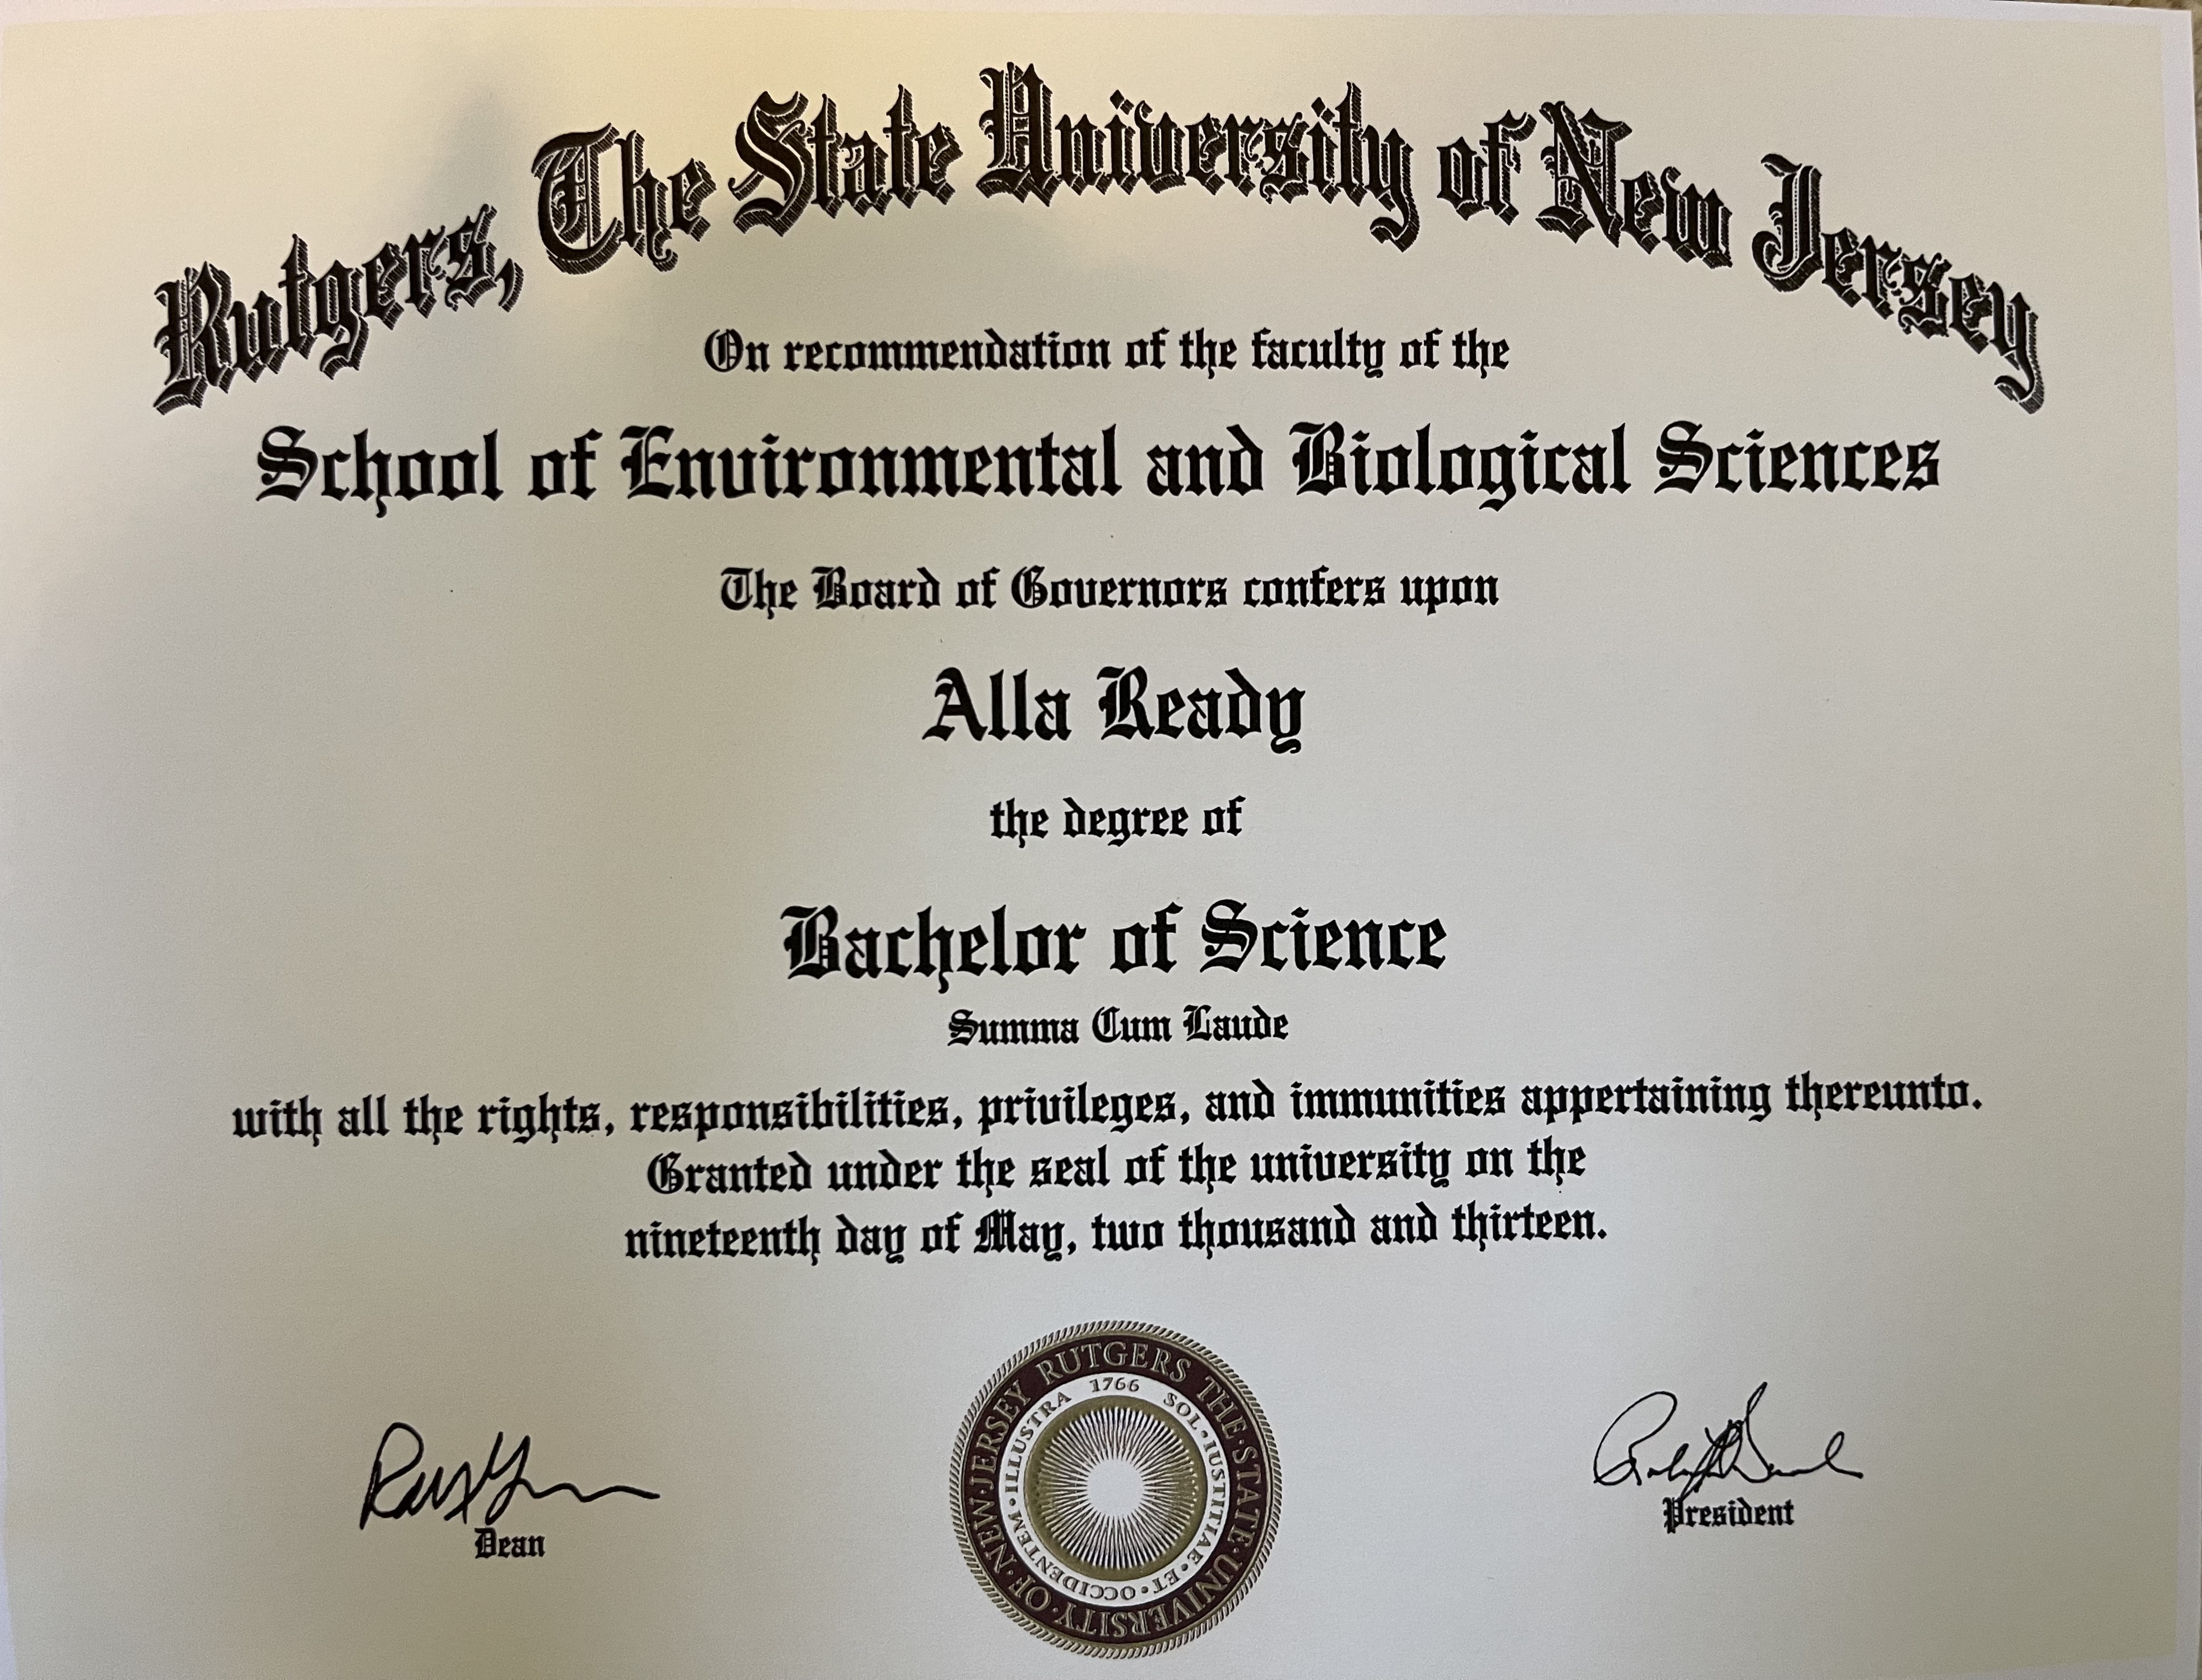 Rutgers, The State University of New Jersey
On recommendation of the faculty of the
School of Environmental and Biological Sciences
The Board of Governors confers upon
Alla Ready
the degree of
Bachelor of Science
Summa Cum Laude
with all the rights, responsibilities, privileges, and immunities appertaining thereunto.
Granted under the seal of the university on the
nineteenth day of May, two thousand and thirteen.
RUTGERS THE·STATE·UNIVERSITY·OF·NEW·JERSEY
1766
SOL·IUSTITIAE·ET·OCCIDENTEM·ILLUSTRA
Dean
President